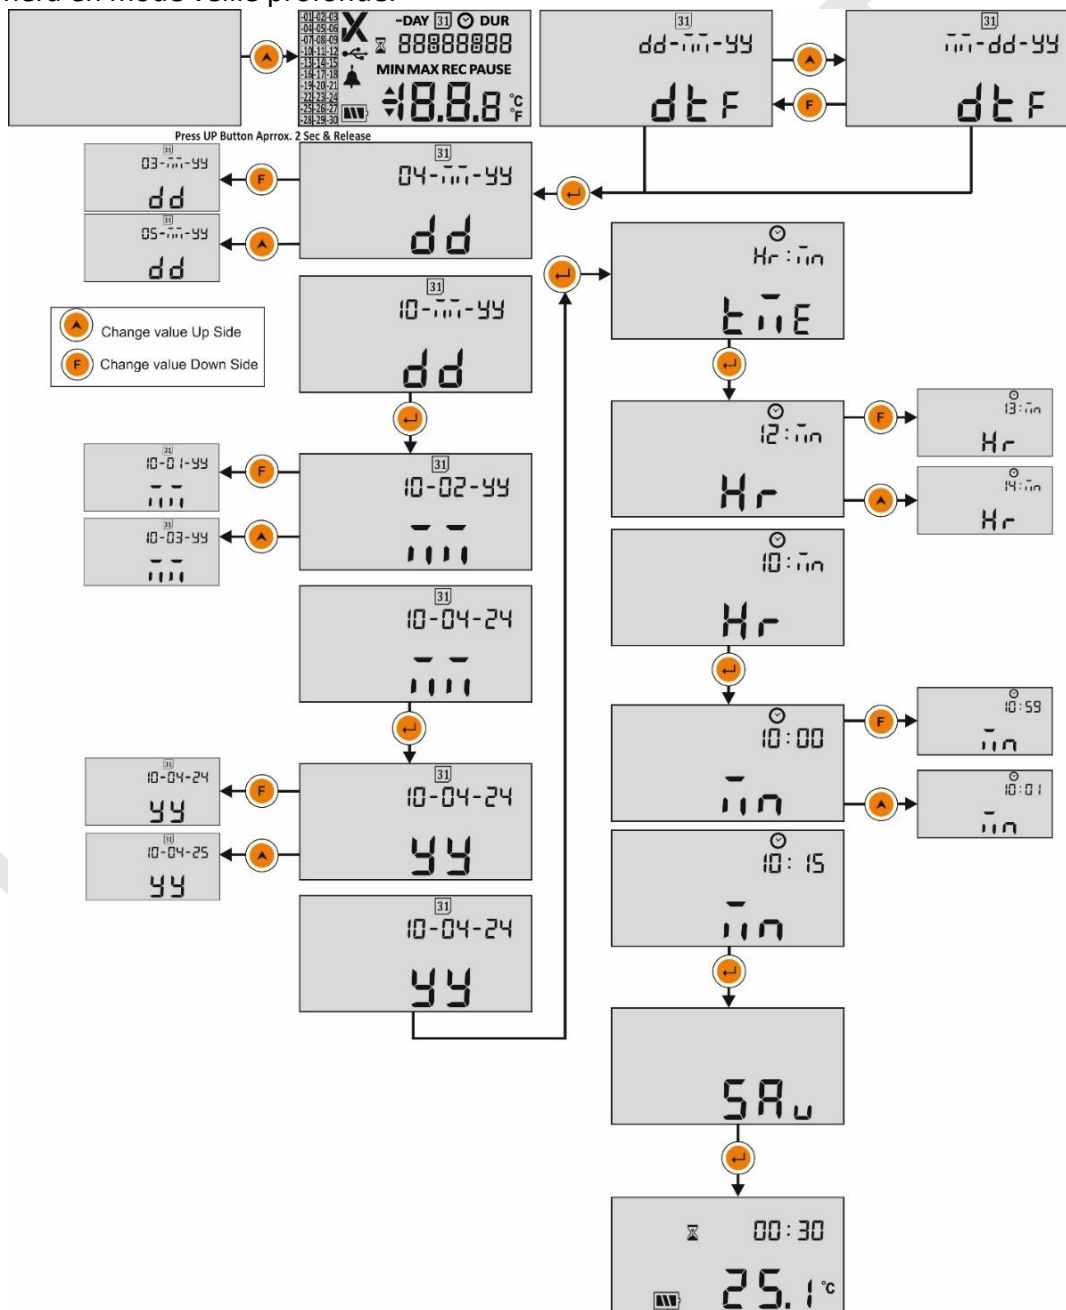 nera en mode veille profonde.
-01-02-03
-04-05-06
-07-08-09
-10-11-12
-13-14-15
-16-17-18
-19-20-21
-22-23-24
-25-26-27
-28-29-30
-DAY 31 DUR
88888888
MIN MAX REC PAUSE
18.8.8 °C °F
31
dd-mm-yy
dtF
31
mm-dd-yy
dtF
Press UP Button Aprrox. 2 Sec & Release
31
03-mm-yy
dd
31
05-mm-yy
dd
F
31
04-mm-yy
dd
31
10-mm-yy
dd
Change value Up Side
F Change value Down Side
31
10-01-yy
mm
31
10-03-yy
mm
F
31
10-02-yy
mm
31
10-04-24
mm
31
10-04-24
yy
31
10-04-25
yy
F
31
10-04-24
yy
31
10-04-24
yy
Hr:mn
tmE
12:mn
Hr
F
13:mn
Hr
14:mn
Hr
10:mn
Hr
10:00
mn
F
10:59
mn
10:01
mn
10:15
mn
SAu
00:30
25.1 °C